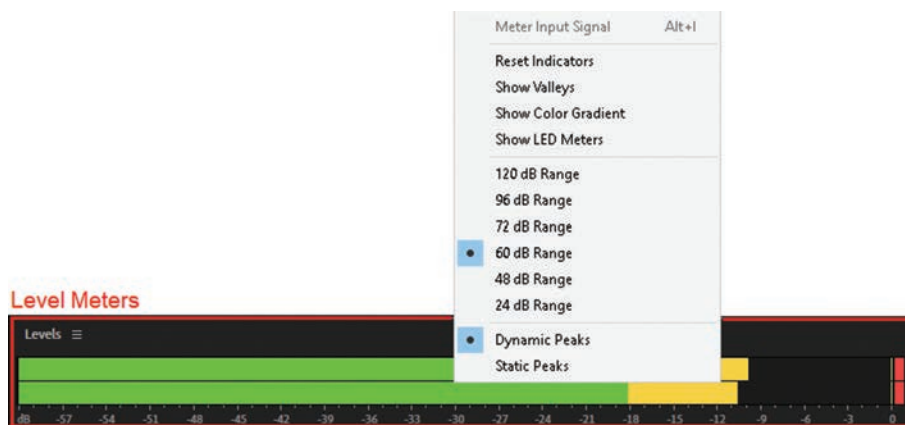 Meter Input Signal Alt+I
Reset Indicators
Show Valleys
Show Color Gradient
Show LED Meters
120 dB Range
96 dB Range
72 dB Range
60 dB Range
48 dB Range
24 dB Range
Dynamic Peaks
Static Peaks
Level Meters
Levels
dB -57 -54 -51 -48 -45 -42 -39 -36 -33 -30 -27 -24 -21 -18 -15 -12 -9 -6 -3 0